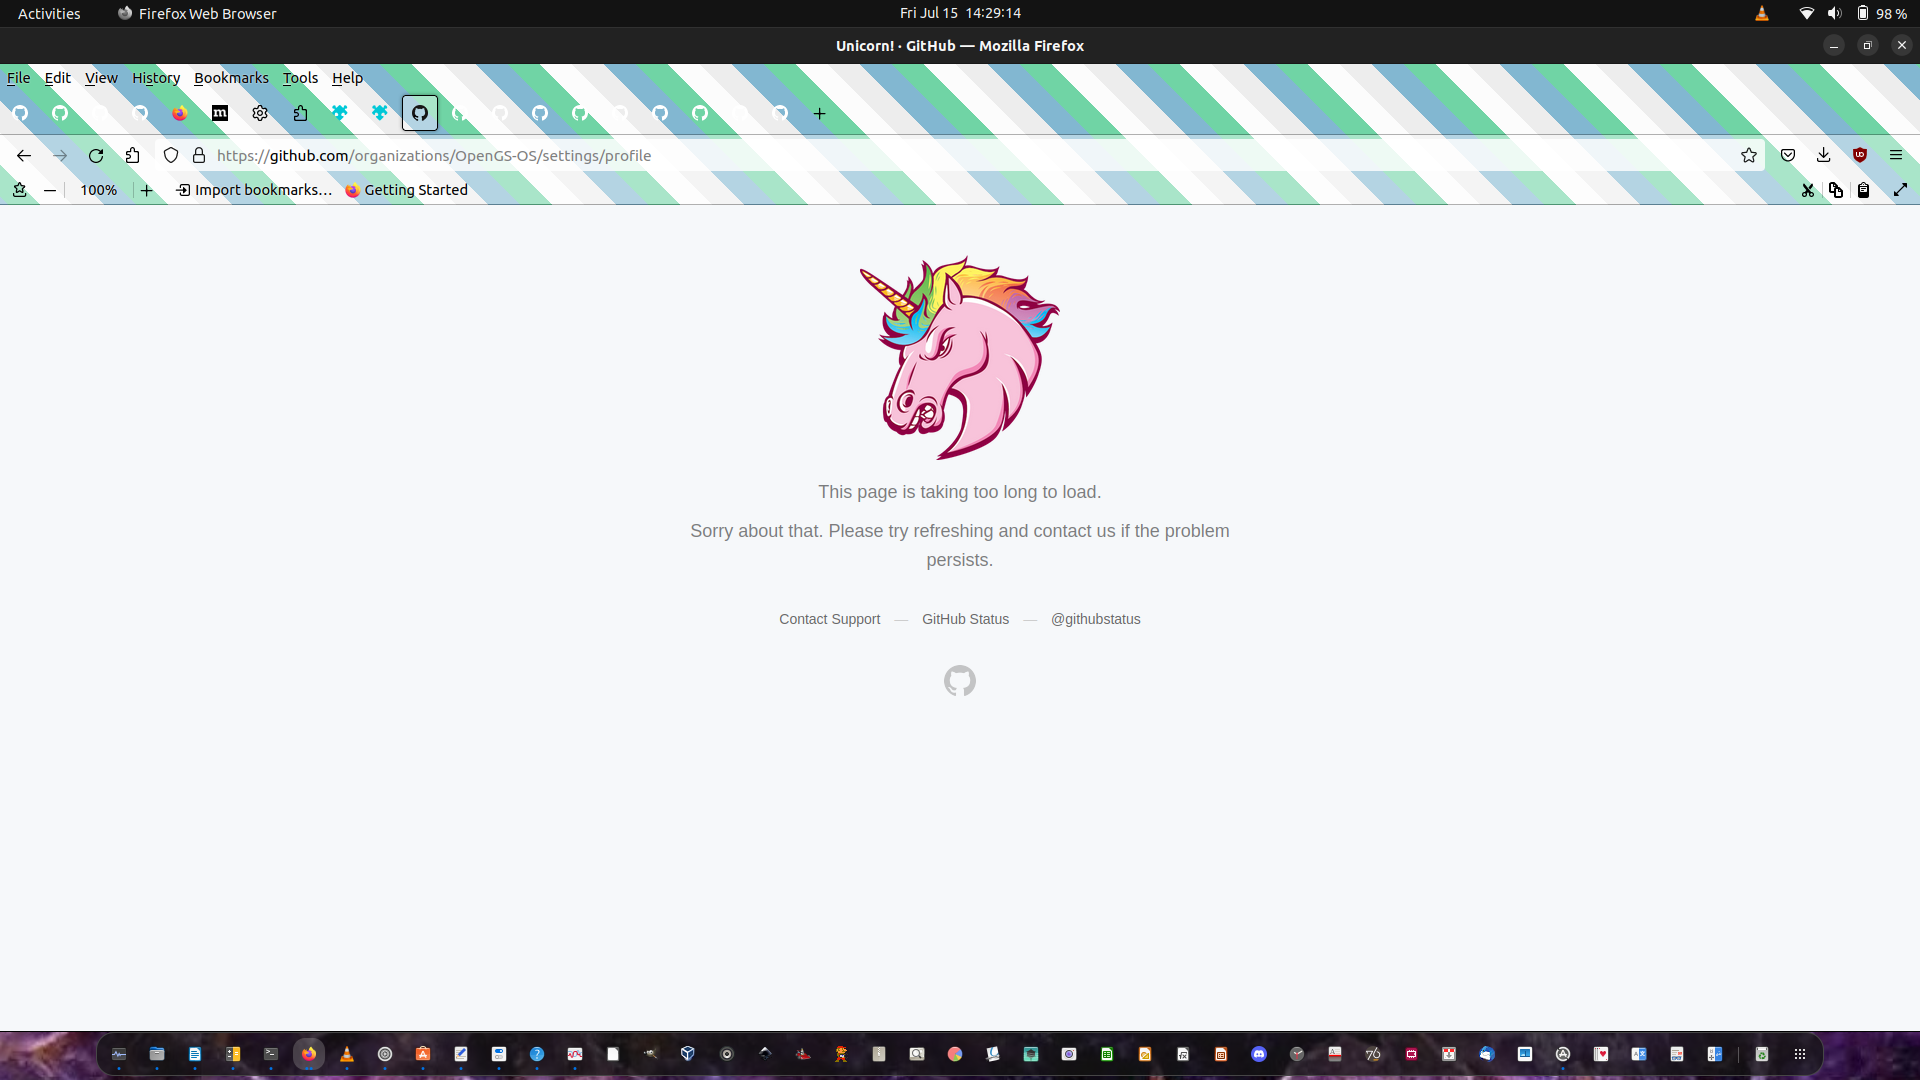 Activities Firefox Web Browser Fri Jul 15 14:29:14 98 %
Unicorn! · GitHub — Mozilla Firefox
File Edit View History Bookmarks Tools Help
https://github.com/organizations/OpenGS-OS/settings/profile
100% Import bookmarks… Getting Started
This page is taking too long to load.
Sorry about that. Please try refreshing and contact us if the problem
persists.
Contact Support — GitHub Status — @githubstatus